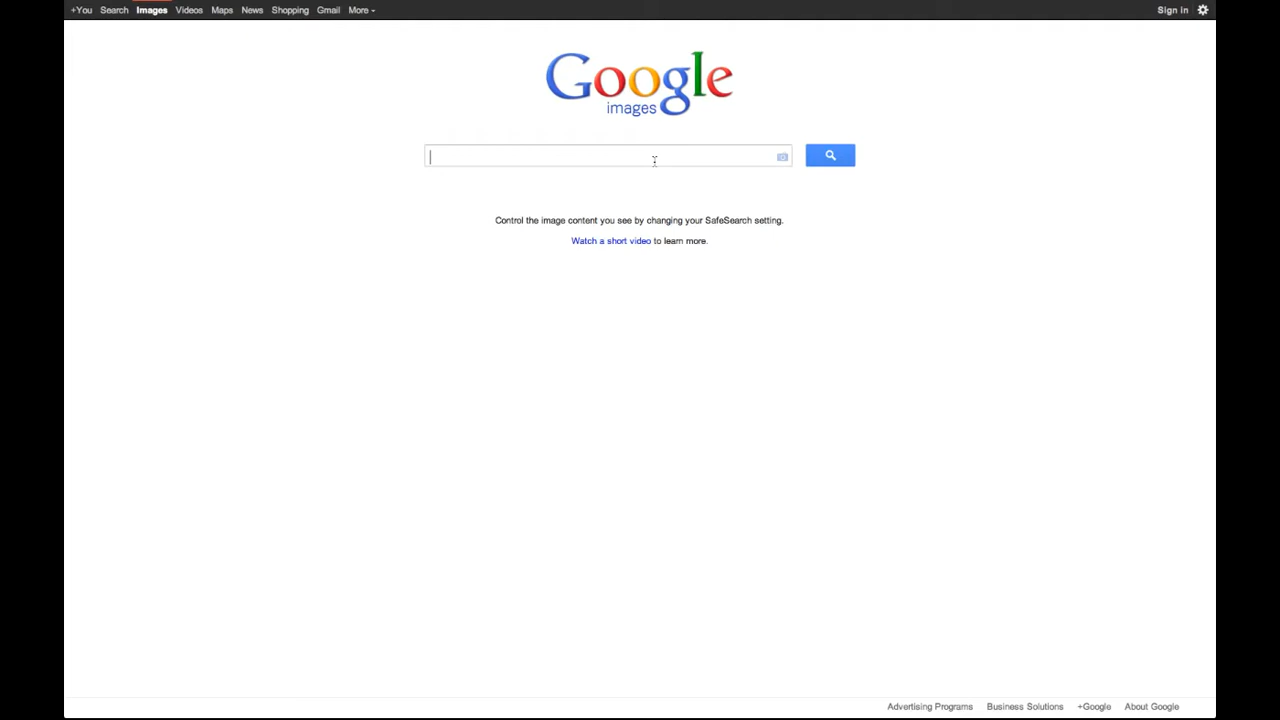 +You Search Images Videos Maps News Shopping Gmail More Sign in
Google
images
Control the image content you see by changing your SafeSearch setting.
Watch a short video to learn more.
Advertising Programs Business Solutions +Google About Google